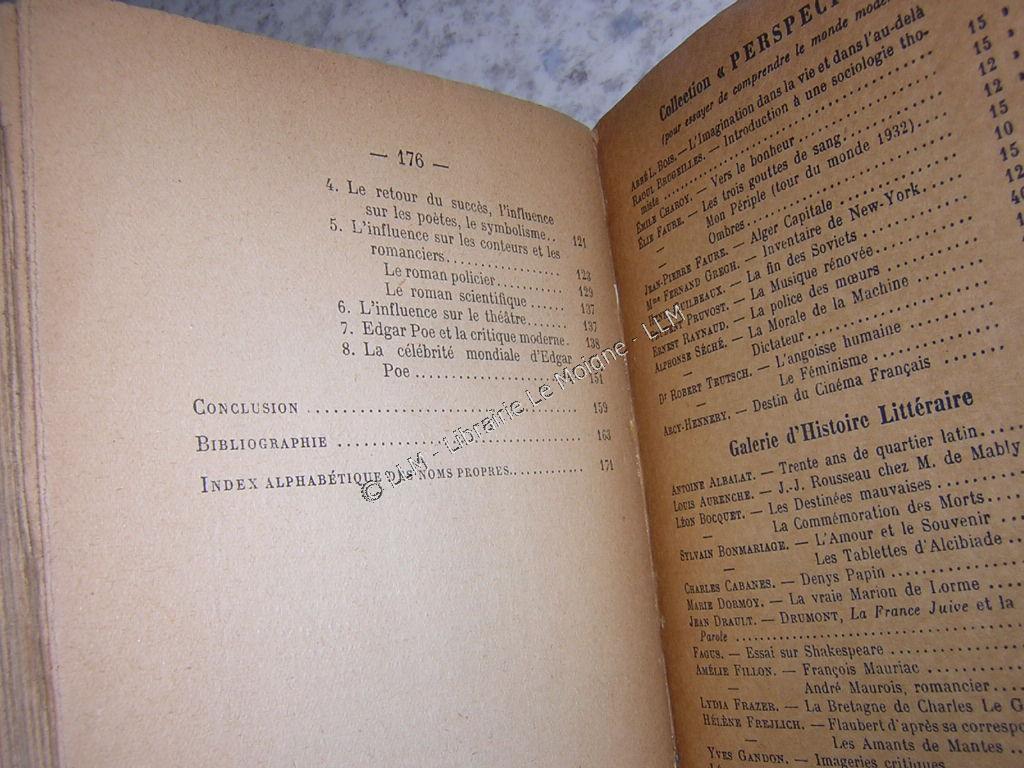 — 176 —
4. Le retour du succès, l'influence
sur les poètes, le symbolisme.. 121
5. L'influence sur les conteurs et les
romanciers.................... 123
Le roman policier............. 129
Le roman scientifique........ 137
6. L'influence sur le théâtre....... 137
7. Edgar Poe et la critique moderne. 138
8. La célébrité mondiale d'Edgar
Poe ......................... 151
CONCLUSION .................................. 159
BIBLIOGRAPHIE ............................... 163
INDEX ALPHABÉTIQUE DES NOMS PROPRES............ 171
© LLM - Librairie Le Moigne - LLM
Collection « PERSPECT
(pour essayer de comprendre le monde moder
ABBÉ L. BOIS. — L'Imagination dans la vie et dans l'au-delà 15 »
RAOUL BRUGEILLES. — Introduction à une sociologie tho-
miste ........................ 15 »
ÉMILE CHAROY. — Vers le bonheur............ 12 »
ÉLIE FAURE. — Les trois gouttes de sang........ 12 »
— Mon Périple (tour du monde 1932)..... 15
— Ombres..................... 10
JEAN-PIERRE FAURE. — Alger Capitale ........... 15
Mme FERNAND GREGH. — Inventaire de New-York..... 12
GUILBEAUX. — La fin des Soviets ..........
PRUVOST. — La Musique rénovée...........
ERNEST RAYNAUD. — La police des mœurs ........
ALPHONSE SÉCHÉ. — La Morale de la Machine .......
— Dictateur....................
Dr ROBERT TEUTSCH. — L'angoisse humaine .........
— Le Féminisme .................
ARCY-HENNERY. — Destin du Cinéma Français ........
Galerie d'Histoire Littéraire
ANTOINE ALBALAT. — Trente ans de quartier latin....
LOUIS AURENCHE. — J.-J. Rousseau chez M. de Mably
LÉON BOCQUET. — Les Destinées mauvaises .........
— La Commémoration des Morts....
SYLVAIN BONMARIAGE. — L'Amour et le Souvenir ...
— Les Tablettes d'Alcibiade ..
CHARLES CABANES. — Denys Papin ..............
MARIE DORMOY. — La vraie Marion de Lorme ....
JEAN DRAULT. — DRUMONT, La France Juive et la
Parole ..............................
FAGUS. — Essai sur Shakespeare ..............
AMÉLIE FILLON. — François Mauriac ..........
— André Maurois, romancier....
LYDIA FRAZER. — La Bretagne de Charles Le G
HÉLÈNE FREJLICH. — Flaubert d'après sa correspo
— Les Amants de Mantes ..
YVES GANDON. — Imageries critiques